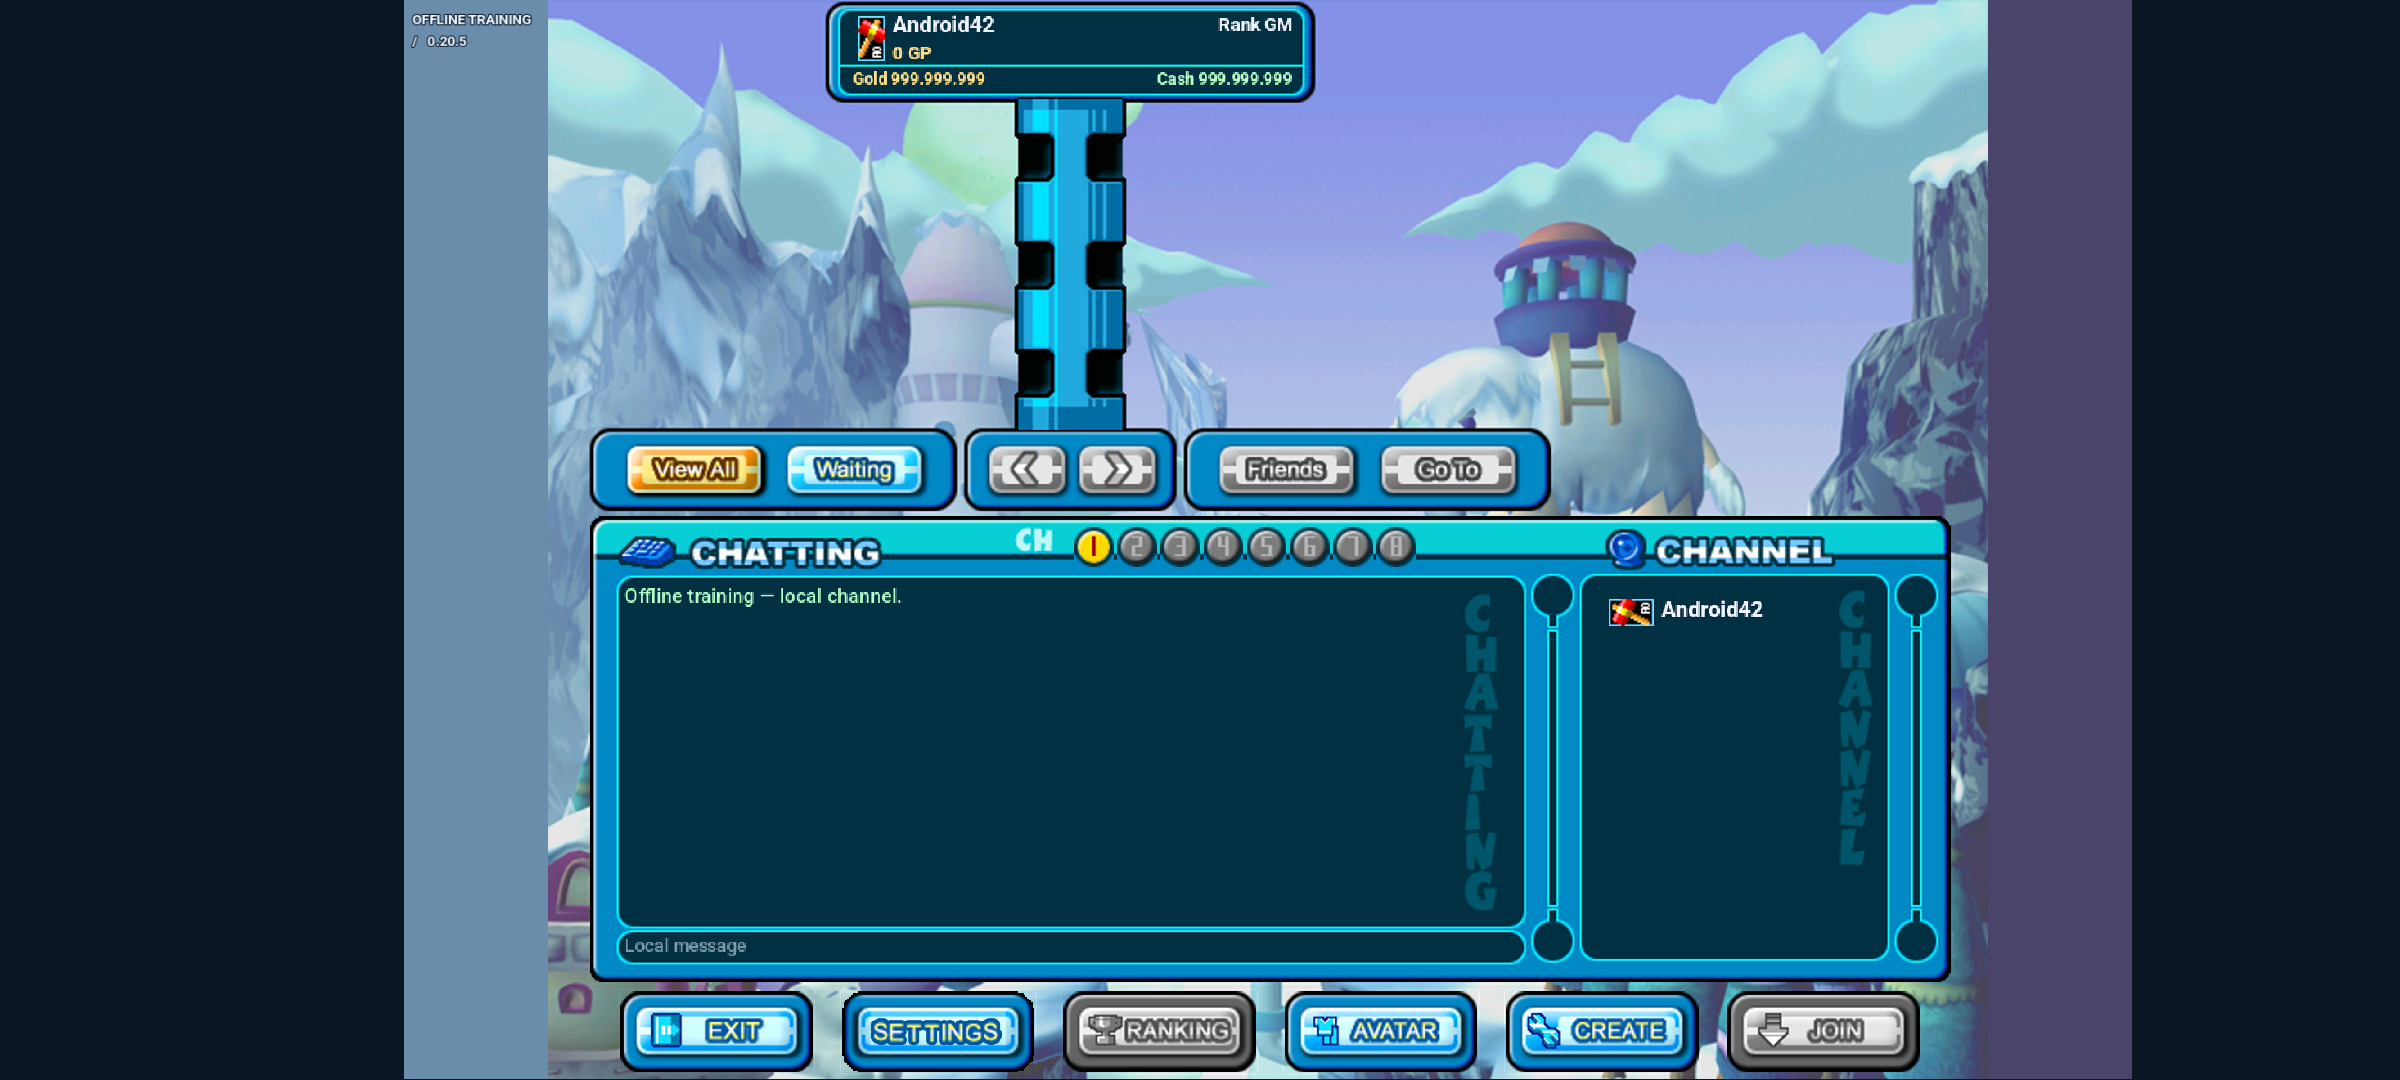 OFFLINE TRAINING
/ 0.20.5
Android42 Rank GM
0 GP
Gold 999.999.999 Cash 999.999.999
View All Waiting Friends Go To
CHATTING CH 1 2 3 4 5 6 7 8 CHANNEL
Offline training — local channel.
Android42
CHATTING
CHANNEL
Local message
EXIT SETTINGS RANKING AVATAR CREATE JOIN